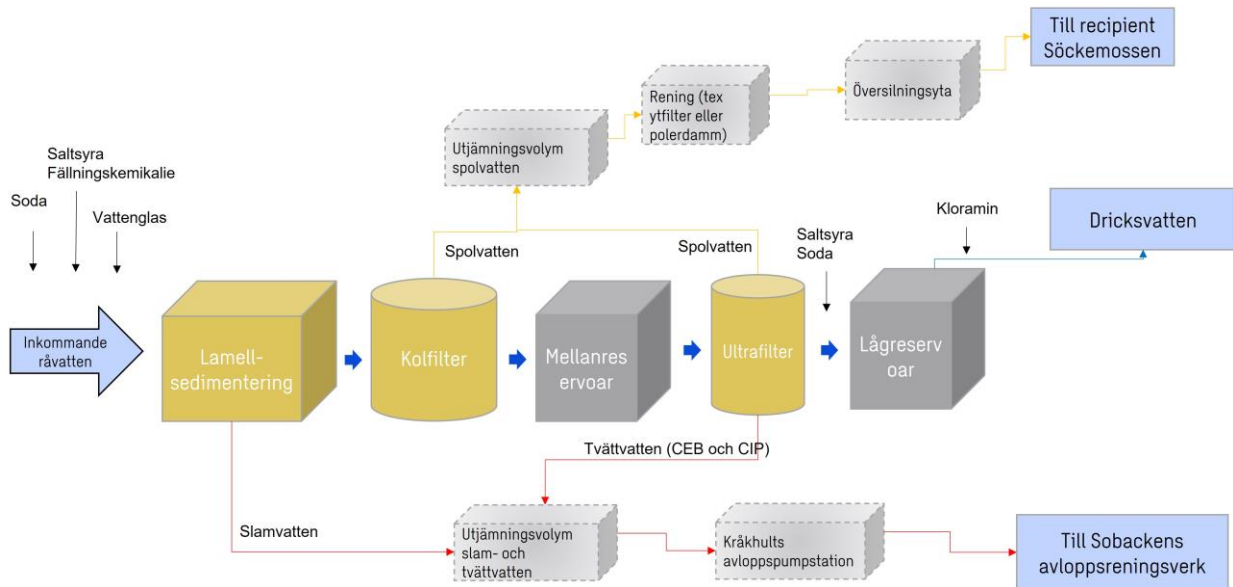 Till recipient
Söckemossen
Rening (tex
ytfilter eller
polerdamm)
Översilningsyta
Utjämningsvolym
spolvatten
Saltsyra
Fällningskemikalie
Soda
Vattenglas
Kloramin
Dricksvatten
Spolvatten
Spolvatten
Saltsyra
Soda
Inkommande
råvatten
Lamell-
sedimentering
Kolfilter
Mellanres
ervoar
Ultrafilter
Lågreserv
oar
Tvättvatten (CEB och CIP)
Slamvatten
Utjämningsvolym
slam- och
tvättvatten
Kråkhults
avloppspumpstation
Till Sobackens
avloppsreningsverk